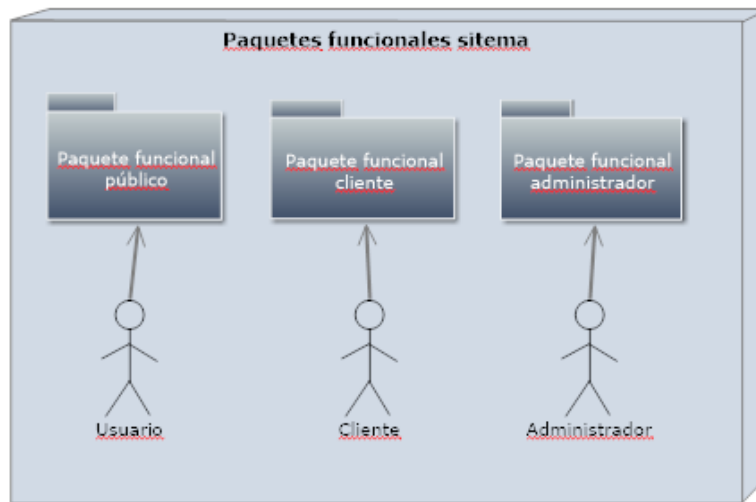 Paquetes funcionales sitema
Paquete funcional
público
Paquete funcional
cliente
Paquete funcional
administrador
Usuario
Cliente
Administrador